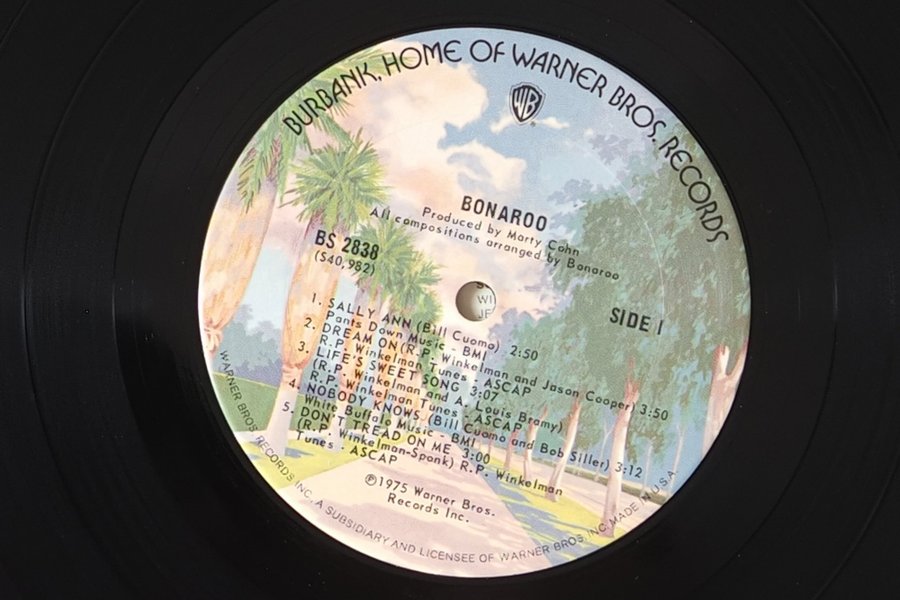 BURBANK, HOME OF WARNER BROS. RECORDS
WB
BONAROO
Produced by Marty Cohn
All compositions arranged by Bonaroo
BS 2838
(S40,982)
SIDE 1
1. SALLY ANN (Bill Cuomo) 2:50
Pants Down Music - BMI
2. DREAM ON (R.P. Winkelman and Jason Cooper) 3:50
R.P. Winkelman Tunes - ASCAP
3. LIFE'S SWEET SONG 3:07
(R.P. Winkelman and A. Louis Bramy)
R.P. Winkelman Tunes - ASCAP
4. NOBODY KNOWS (Bill Cuomo and Bob Siller) 3:12
White Buffalo Music - BMI
5. DON'T TREAD ON ME 3:00
(R.P. Winkelman-Sponk) R.P. Winkelman
Tunes - ASCAP
℗1975 Warner Bros.
Records Inc.
WARNER BROS. RECORDS INC., A SUBSIDIARY AND LICENSEE OF WARNER BROS. INC. MADE IN U.S.A.